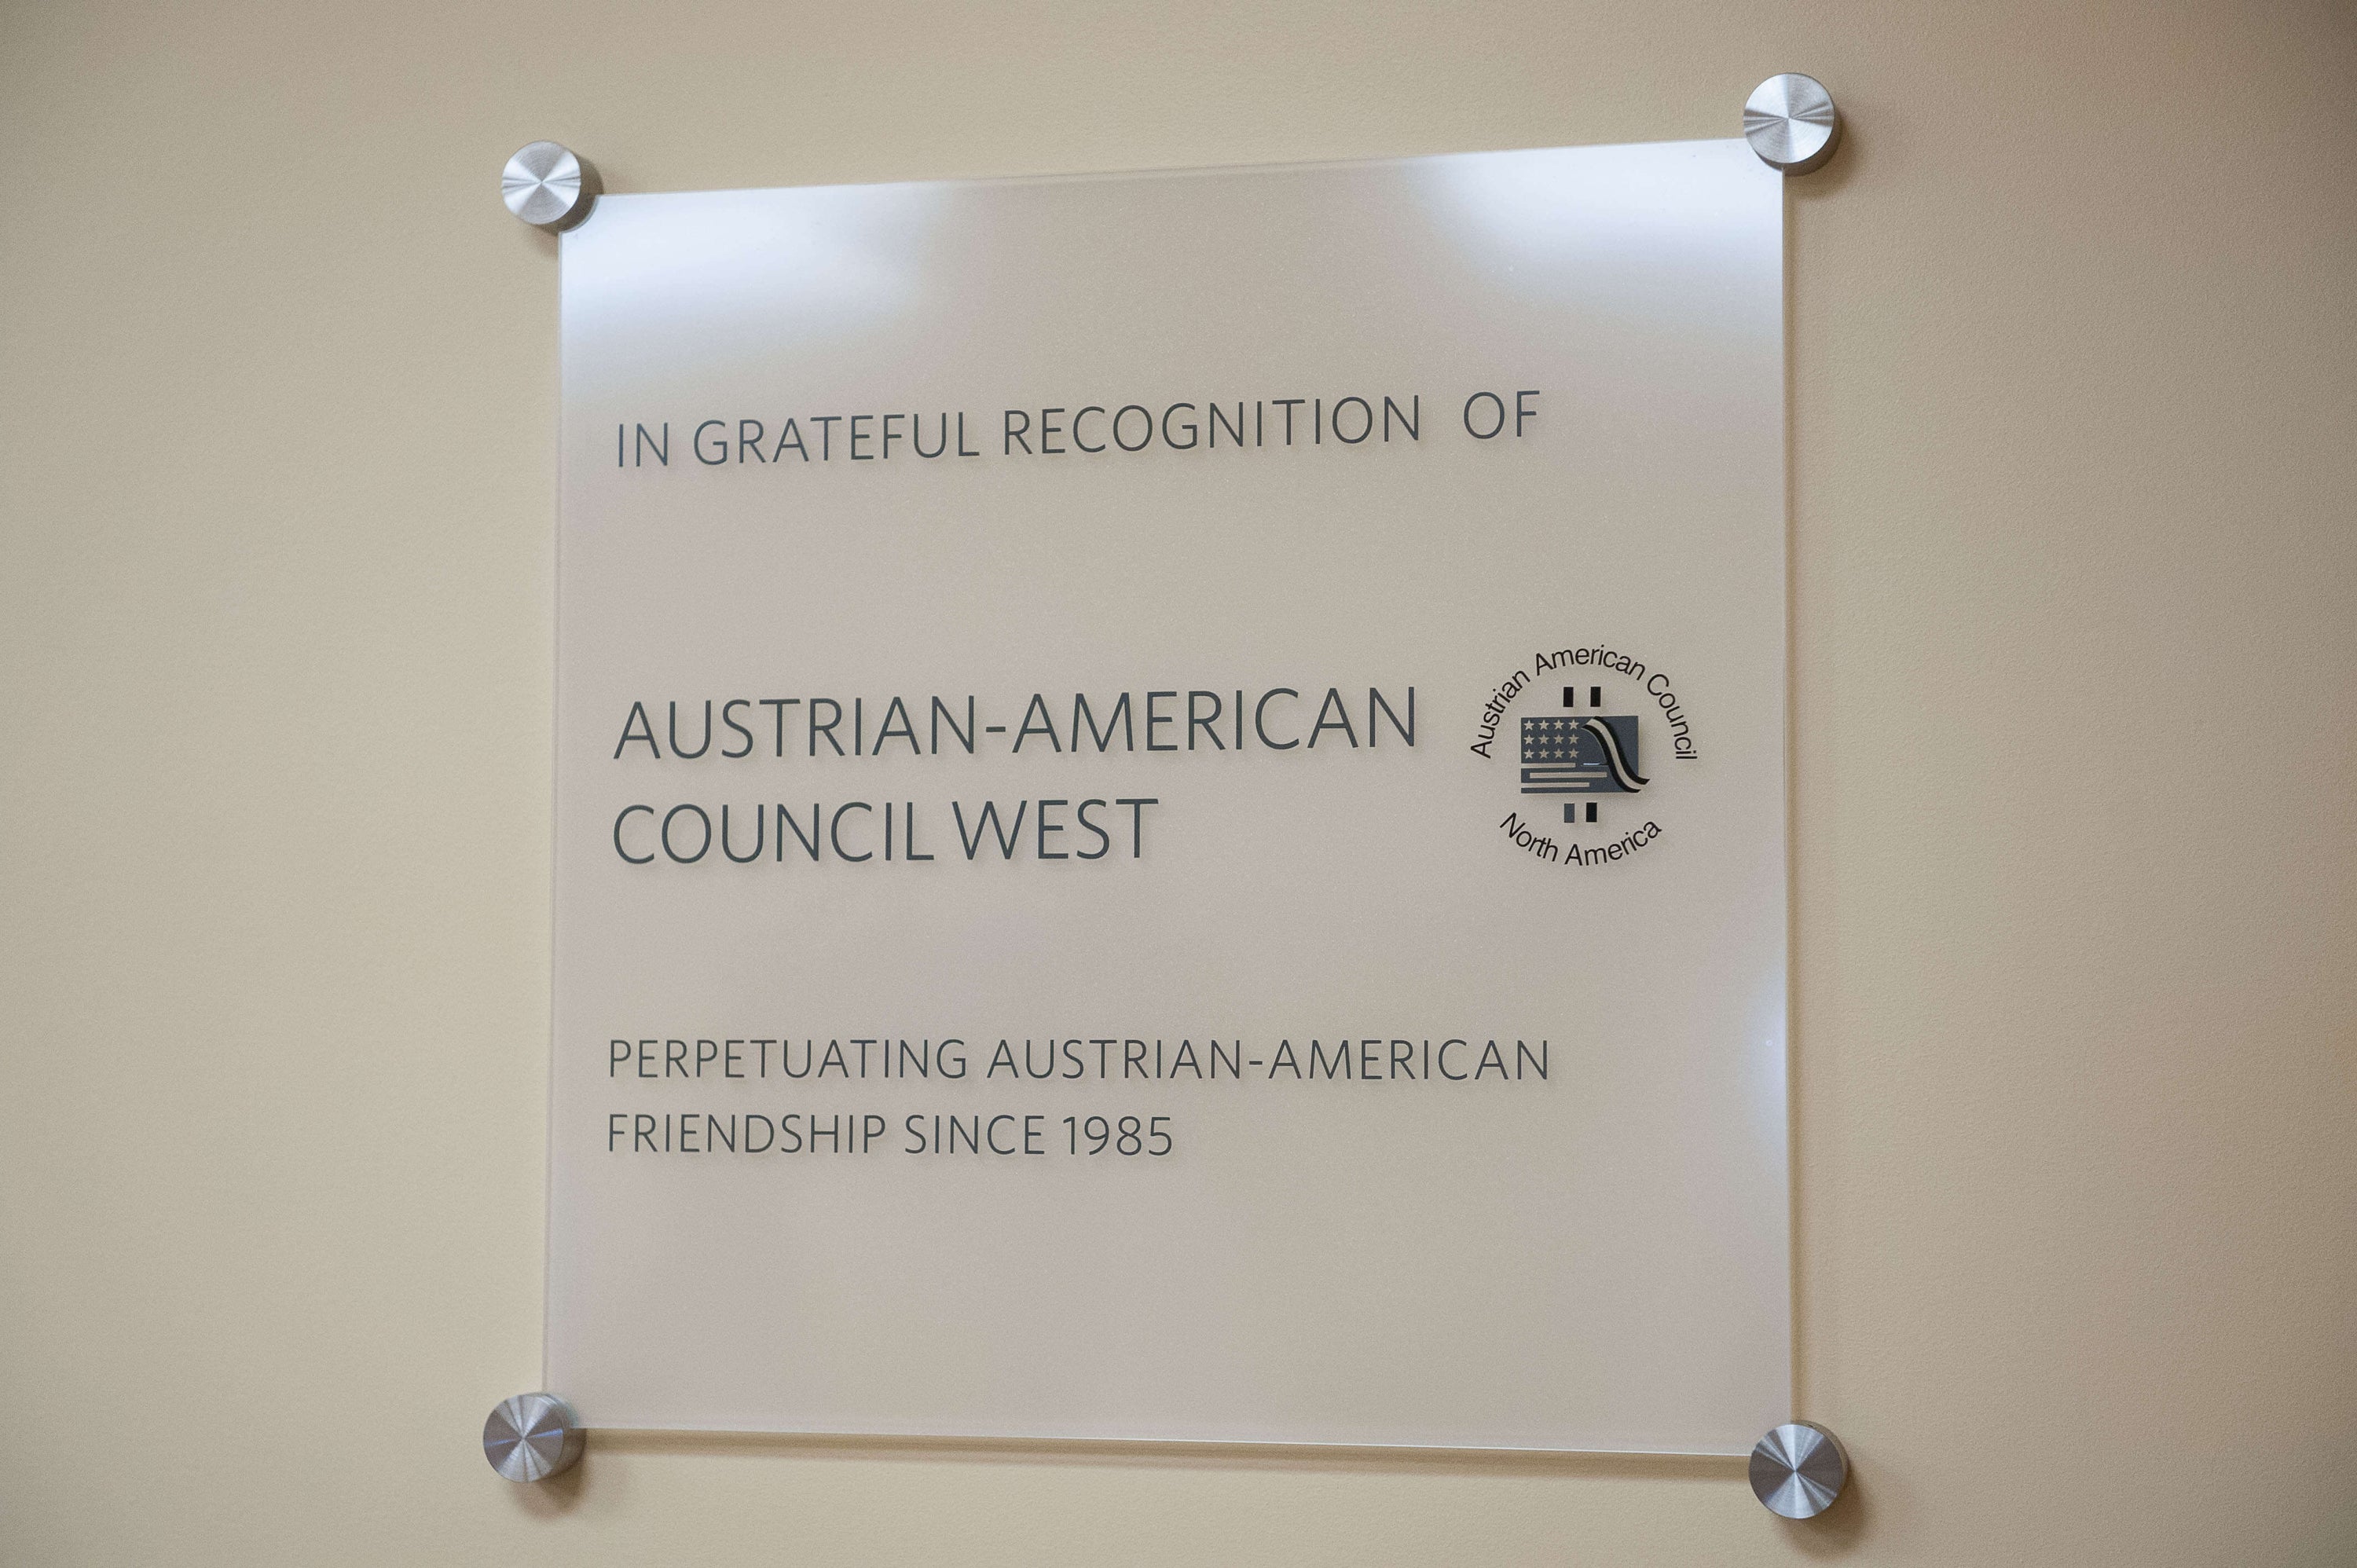 IN GRATEFUL RECOGNITION OF
AUSTRIAN-AMERICAN
COUNCIL WEST
Austrian American Council
North America
PERPETUATING AUSTRIAN-AMERICAN
FRIENDSHIP SINCE 1985